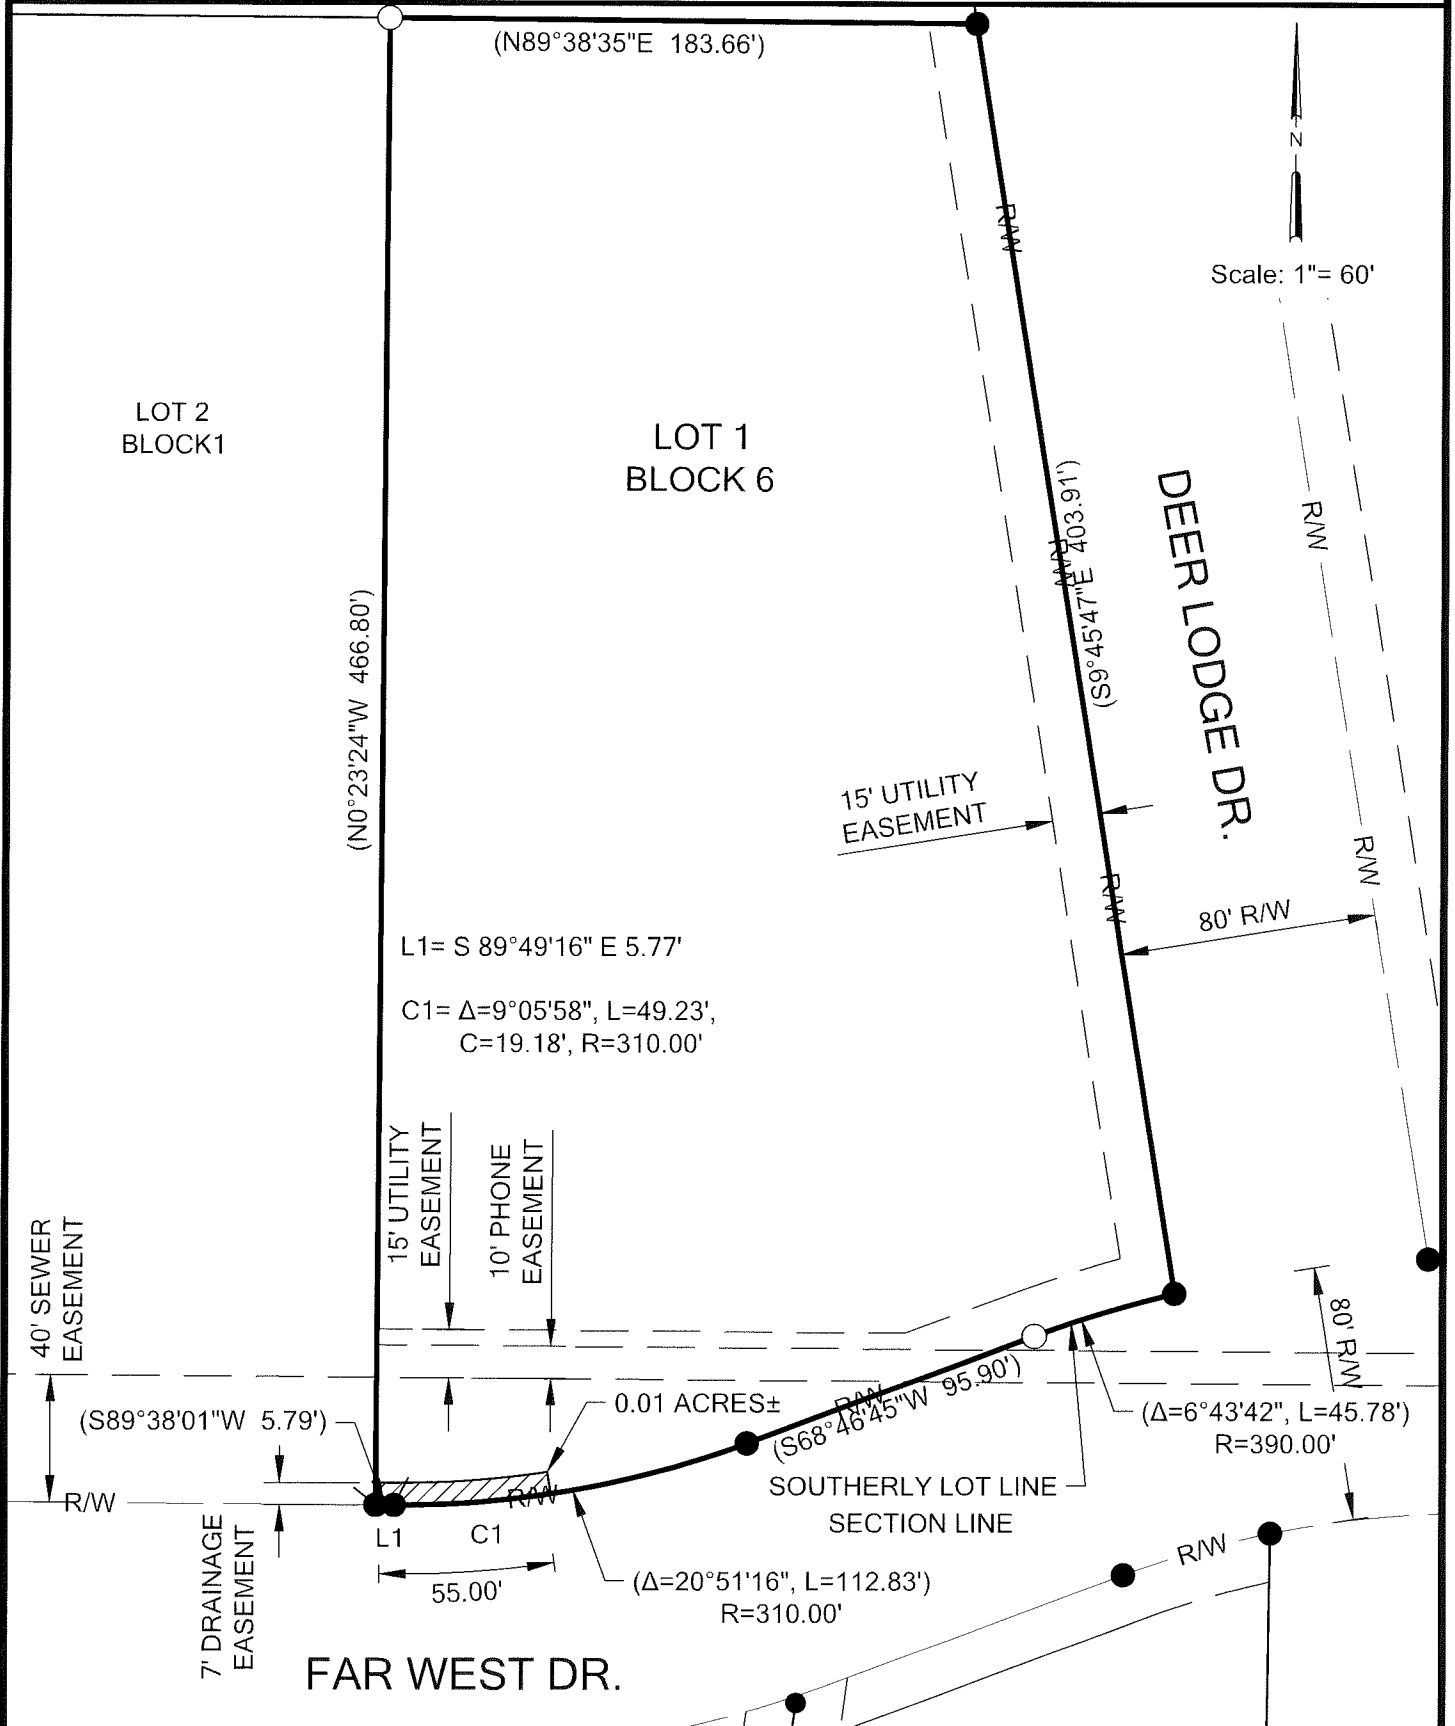 (N89°38'35"E 183.66')
N
Scale: 1"= 60'
R/W
LOT 2
BLOCK1
LOT 1
BLOCK 6
DEER LODGE DR.
R/W
(S9°45'47"E 403.91')
R/W
(N0°23'24"W 466.80')
15' UTILITY
EASEMENT
R/W
R/W
80' R/W
L1= S 89°49'16" E 5.77'
C1= Δ=9°05'58", L=49.23',
C=19.18', R=310.00'
15' UTILITY
EASEMENT
10' PHONE
EASEMENT
40' SEWER
EASEMENT
80' R/W
(S89°38'01"W 5.79')
0.01 ACRES±
R/W
(S68°46'45"W 95.90')
(Δ=6°43'42", L=45.78')
R=390.00'
SOUTHERLY LOT LINE
SECTION LINE
R/W
R/W
L1
C1
55.00'
7' DRAINAGE
EASEMENT
(Δ=20°51'16", L=112.83')
R=310.00'
R/W
FAR WEST DR.